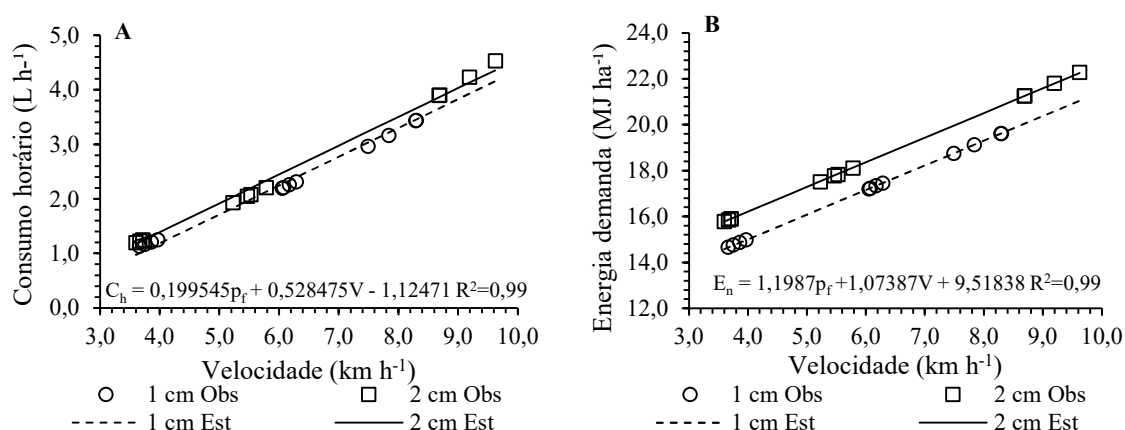 A
Consumo horário (L h-¹)
5,0
4,0
3,0
2,0
1,0
0,0
C_h = 0,199545p_f + 0,528475V - 1,12471 R²=0,99
3,0 4,0 5,0 6,0 7,0 8,0 9,0 10,0
Velocidade (km h⁻¹)
1 cm Obs 2 cm Obs
1 cm Est 2 cm Est
B
Energia demanda (MJ ha⁻¹)
24,0
22,0
20,0
18,0
16,0
14,0
12,0
E_n = 1,1987p_f +1,07387V + 9,51838 R²=0,99
3,0 4,0 5,0 6,0 7,0 8,0 9,0 10,0
Velocidade (km h⁻¹)
1 cm Obs 2 cm Obs
1 cm Est 2 cm Est